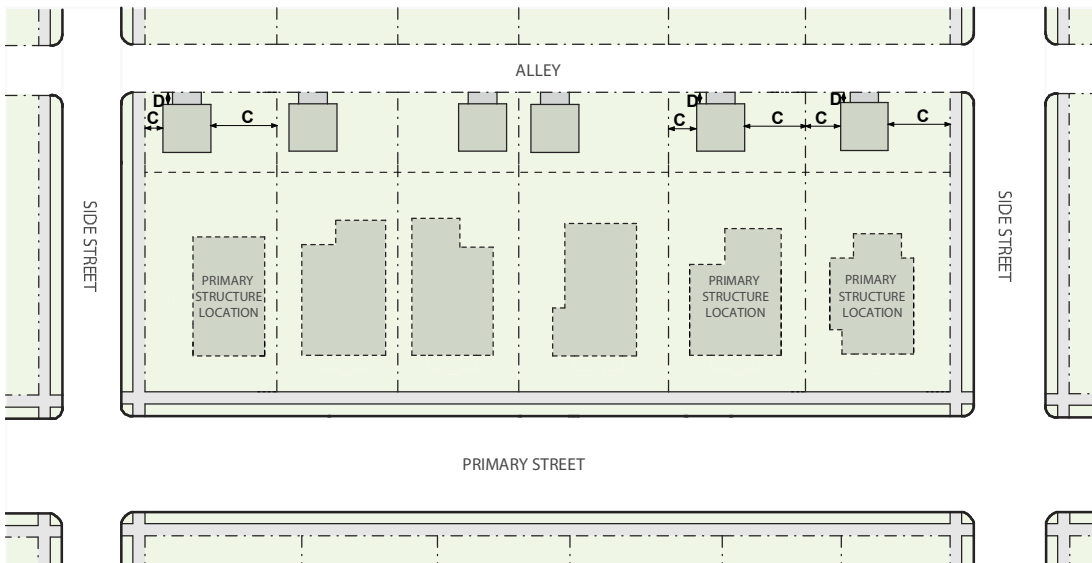 ALLEY
D
D
D
C
C
C
C
C
C
SIDE STREET
SIDE STREET
PRIMARY
STRUCTURE
LOCATION
PRIMARY
STRUCTURE
LOCATION
PRIMARY
STRUCTURE
LOCATION
PRIMARY STREET